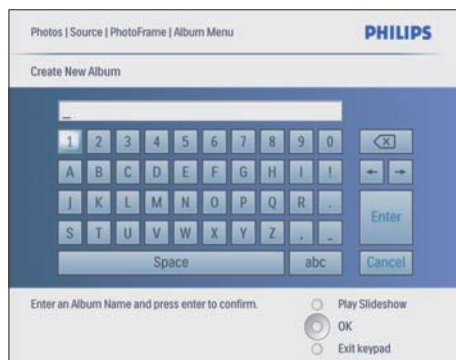 Photos | Source | PhotoFrame | Album Menu
PHILIPS
Create New Album
_
1 2 3 4 5 6 7 8 9 0
A B C D E F G H I !
J K L M N O P Q R .
Enter
S T U V W X Y Z , _
Space abc Cancel
Enter an Album Name and press enter to confirm.
Play Slideshow
OK
Exit keypad